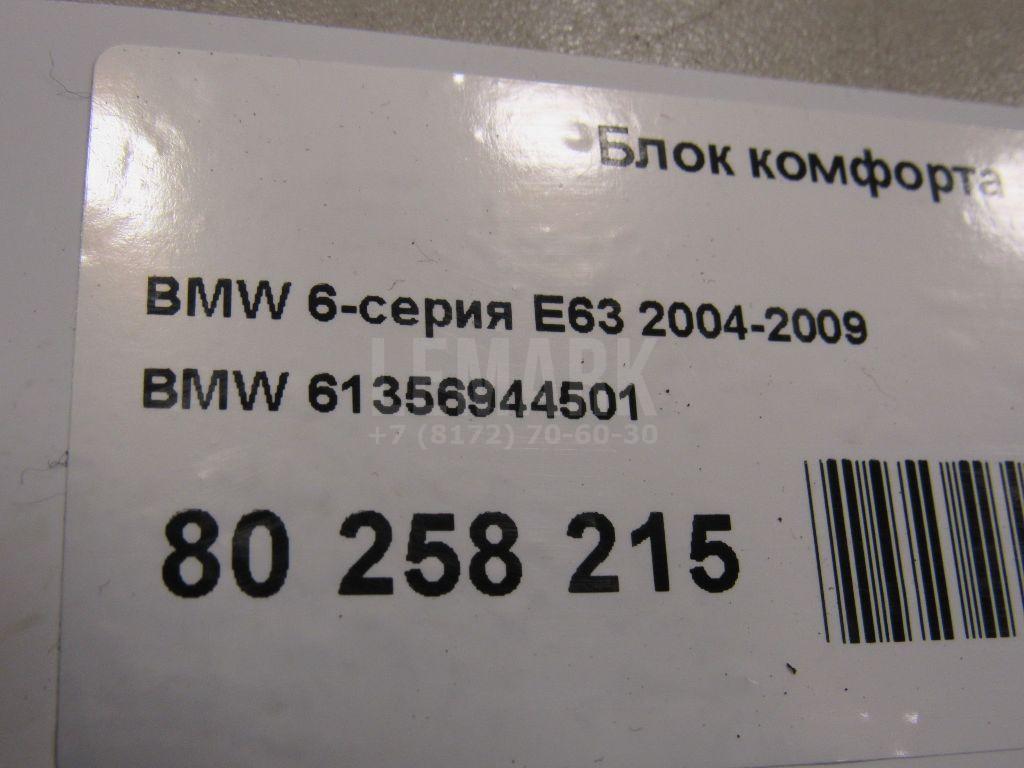 Блок комфорта
BMW 6-серия E63 2004-2009
LEMARK
BMW 61356944501
+7 (8172) 70-60-30
80 258 215